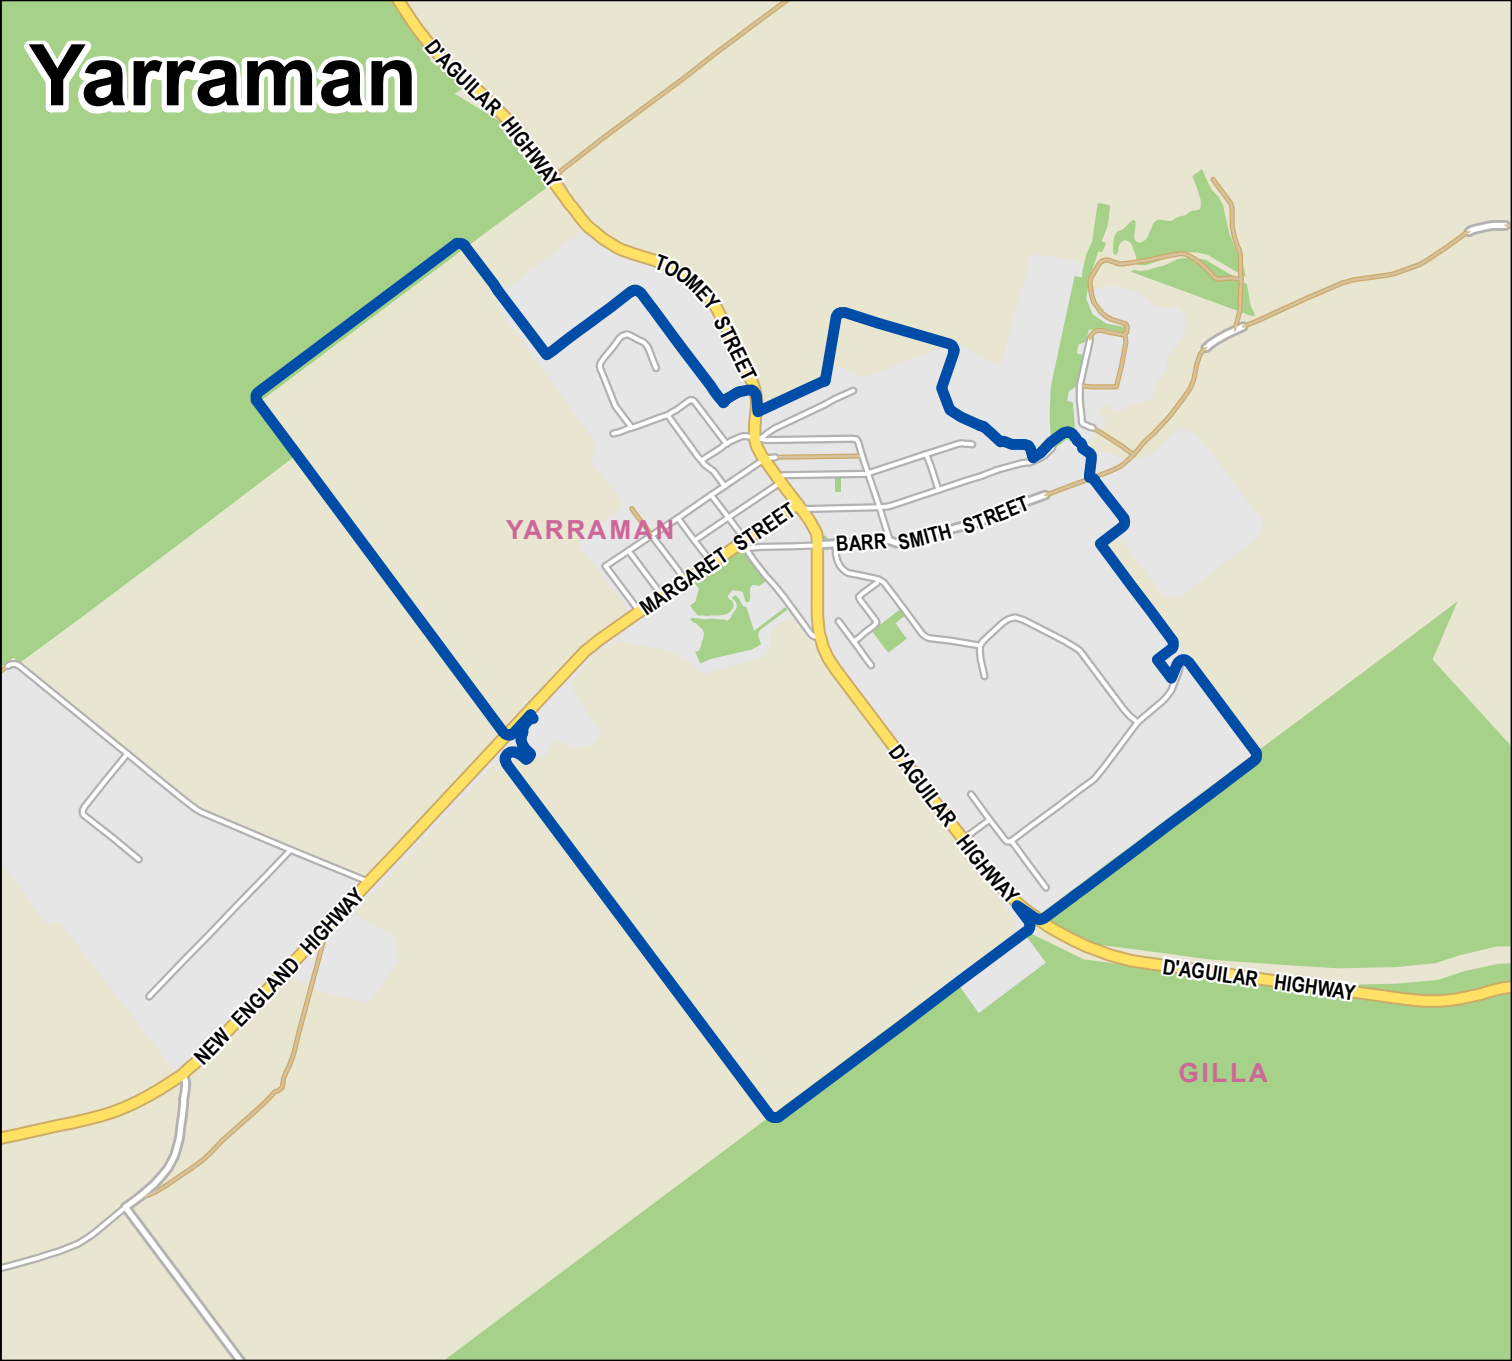 Yarraman
D'AGUILAR HIGHWAY
TOOMEY STREET
YARRAMAN
MARGARET STREET
BARR SMITH STREET
D'AGUILAR HIGHWAY
NEW ENGLAND HIGHWAY
D'AGUILAR HIGHWAY
GILLA